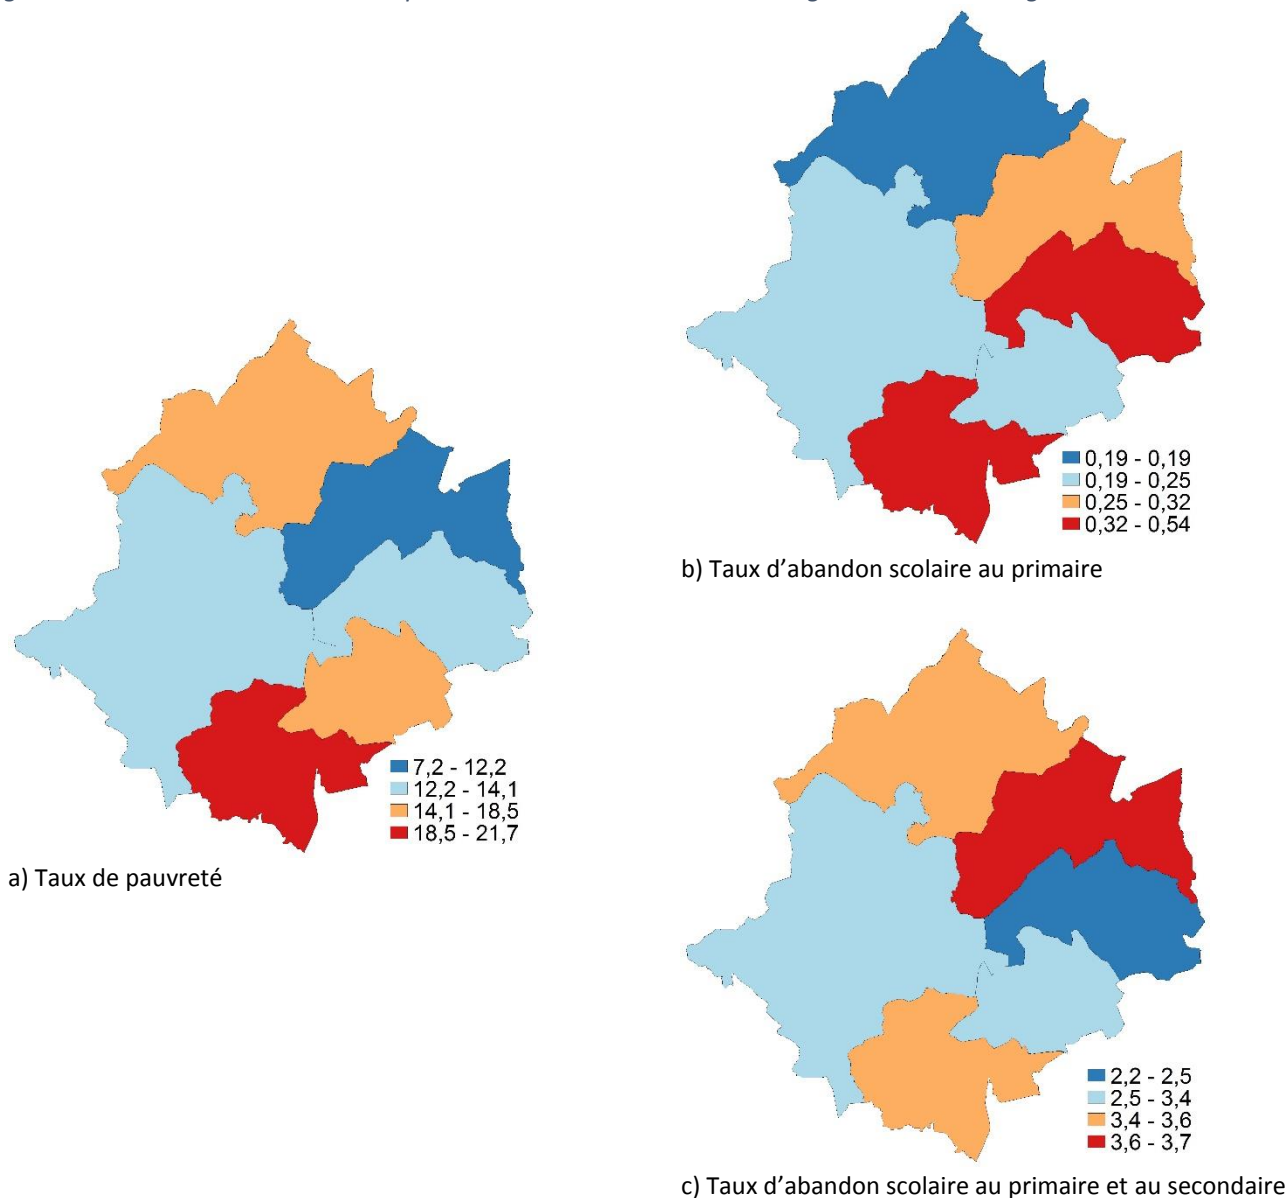 0,19 - 0,19
0,19 - 0,25
0,25 - 0,32
0,32 - 0,54
b) Taux d’abandon scolaire au primaire
7,2 - 12,2
12,2 - 14,1
14,1 - 18,5
18,5 - 21,7
a) Taux de pauvreté
2,2 - 2,5
2,5 - 3,4
3,4 - 3,6
3,6 - 3,7
c) Taux d’abandon scolaire au primaire et au secondaire